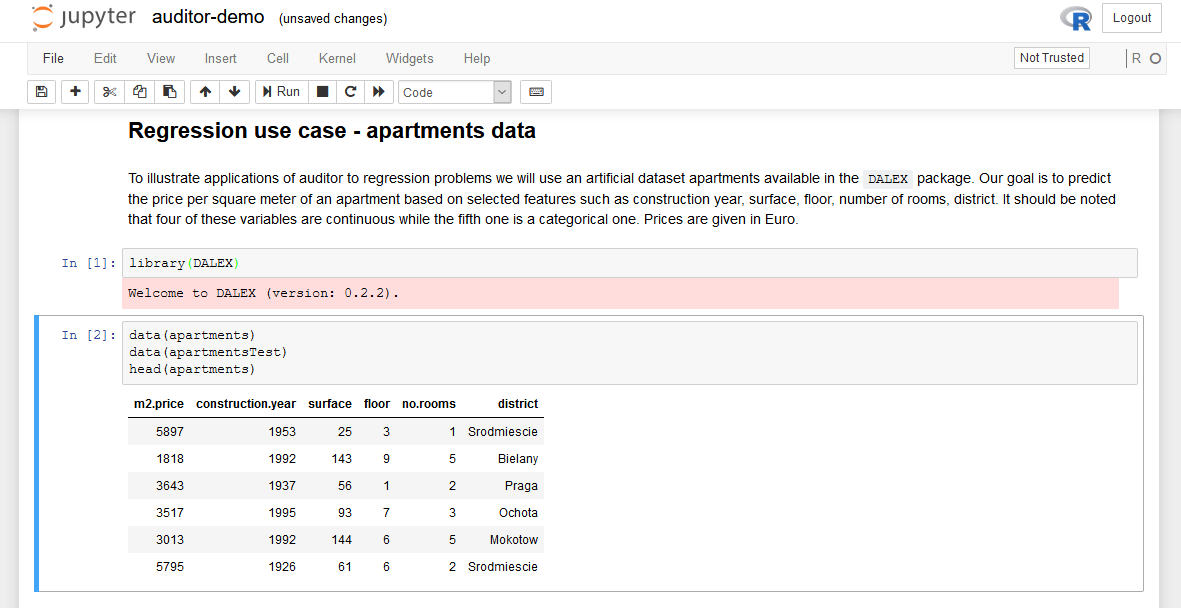 jupyter auditor-demo (unsaved changes) R Logout
File Edit View Insert Cell Kernel Widgets Help Not Trusted R
Run Code
Regression use case - apartments data
To illustrate applications of auditor to regression problems we will use an artificial dataset apartments available in the DALEX package. Our goal is to predict
the price per square meter of an apartment based on selected features such as construction year, surface, floor, number of rooms, district. It should be noted
that four of these variables are continuous while the fifth one is a categorical one. Prices are given in Euro.
In [1]: library(DALEX)
Welcome to DALEX (version: 0.2.2).
In [2]: data(apartments)
data(apartmentsTest)
head(apartments)
m2.price construction.year surface floor no.rooms district
5897 1953 25 3 1 Srodmiescie
1818 1992 143 9 5 Bielany
3643 1937 56 1 2 Praga
3517 1995 93 7 3 Ochota
3013 1992 144 6 5 Mokotow
5795 1926 61 6 2 Srodmiescie